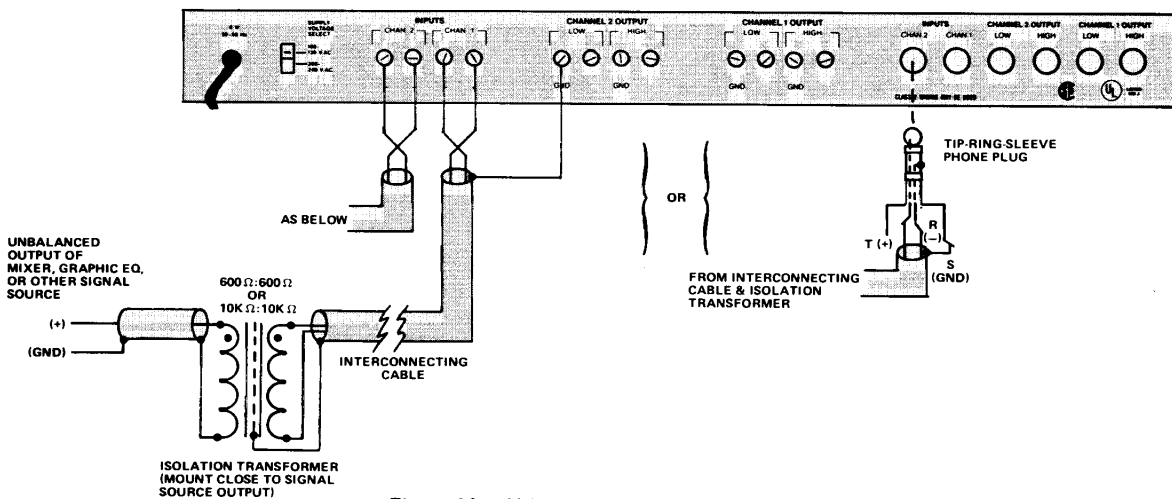 INPUTS
CHANNEL 2 OUTPUT
CHANNEL 1 OUTPUT
INPUTS
CHANNEL 2 OUTPUT
CHANNEL 1 OUTPUT
SUPPLY
VOLTAGE
SELECT
CHAN 2
CHAN 1
LOW
HIGH
LOW
HIGH
CHAN 2
CHAN 1
LOW
HIGH
LOW
HIGH
GND
GND
GND
GND
UL
TIP-RING-SLEEVE
PHONE PLUG
OR
AS BELOW
T (+)
R
(–)
S
(GND)
UNBALANCED
OUTPUT OF
MIXER, GRAPHIC EQ,
OR OTHER SIGNAL
SOURCE
600 Ω:600 Ω
OR
10K Ω:10K Ω
FROM INTERCONNECTING
CABLE & ISOLATION
TRANSFORMER
(+)
(GND)
INTERCONNECTING
CABLE
ISOLATION TRANSFORMER
(MOUNT CLOSE TO SIGNAL
SOURCE OUTPUT)